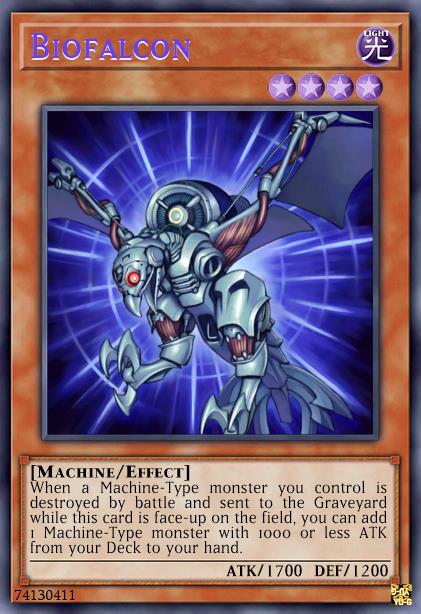 BIOFALCON
LIGHT
光
[MACHINE/EFFECT]
When a Machine-Type monster you control is
destroyed by battle and sent to the Graveyard
while this card is face-up on the field, you can add
1 Machine-Type monster with 1000 or less ATK
from your Deck to your hand.
ATK/1700 DEF/1200
74130411